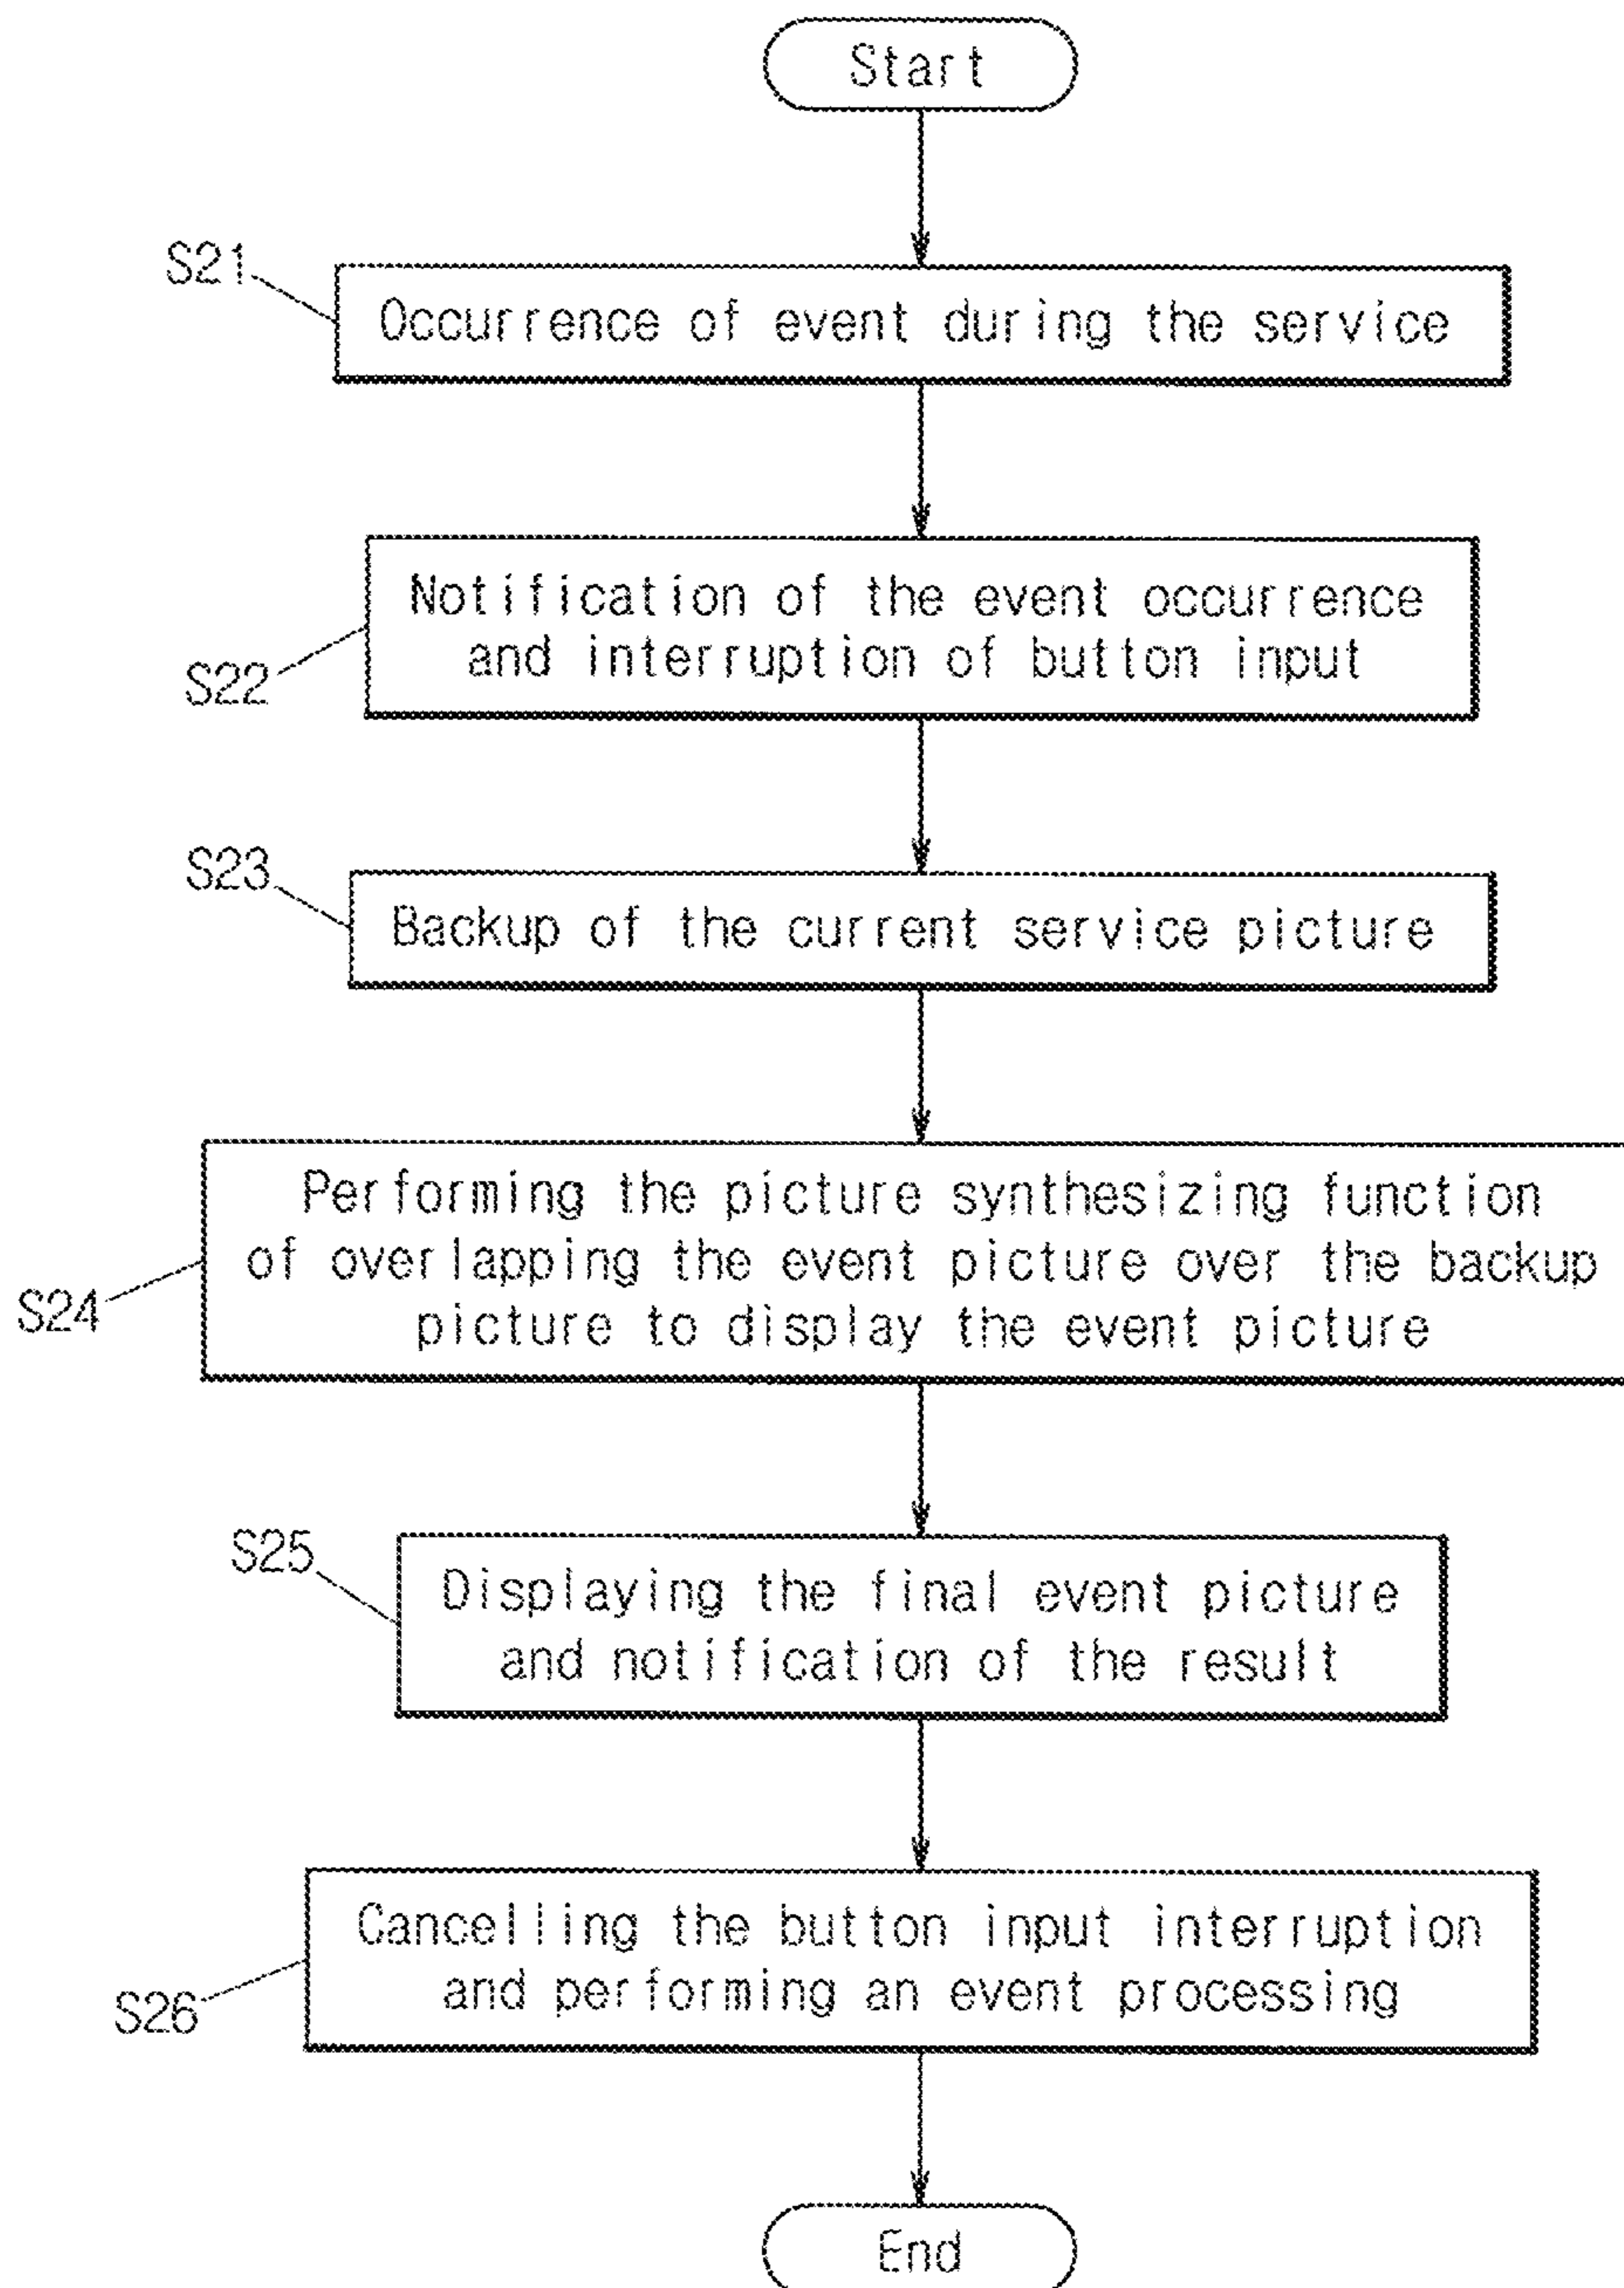 Start
S21
Occurrence of event during the service
Notification of the event occurrence
and interruption of button input
S22
S23
Backup of the current service picture
Performing the picture synthesizing function
of overlapping the event picture over the backup
picture to display the event picture
S24
S25
Displaying the final event picture
and notification of the result
Cancelling the button input interruption
and performing an event processing
S26
End